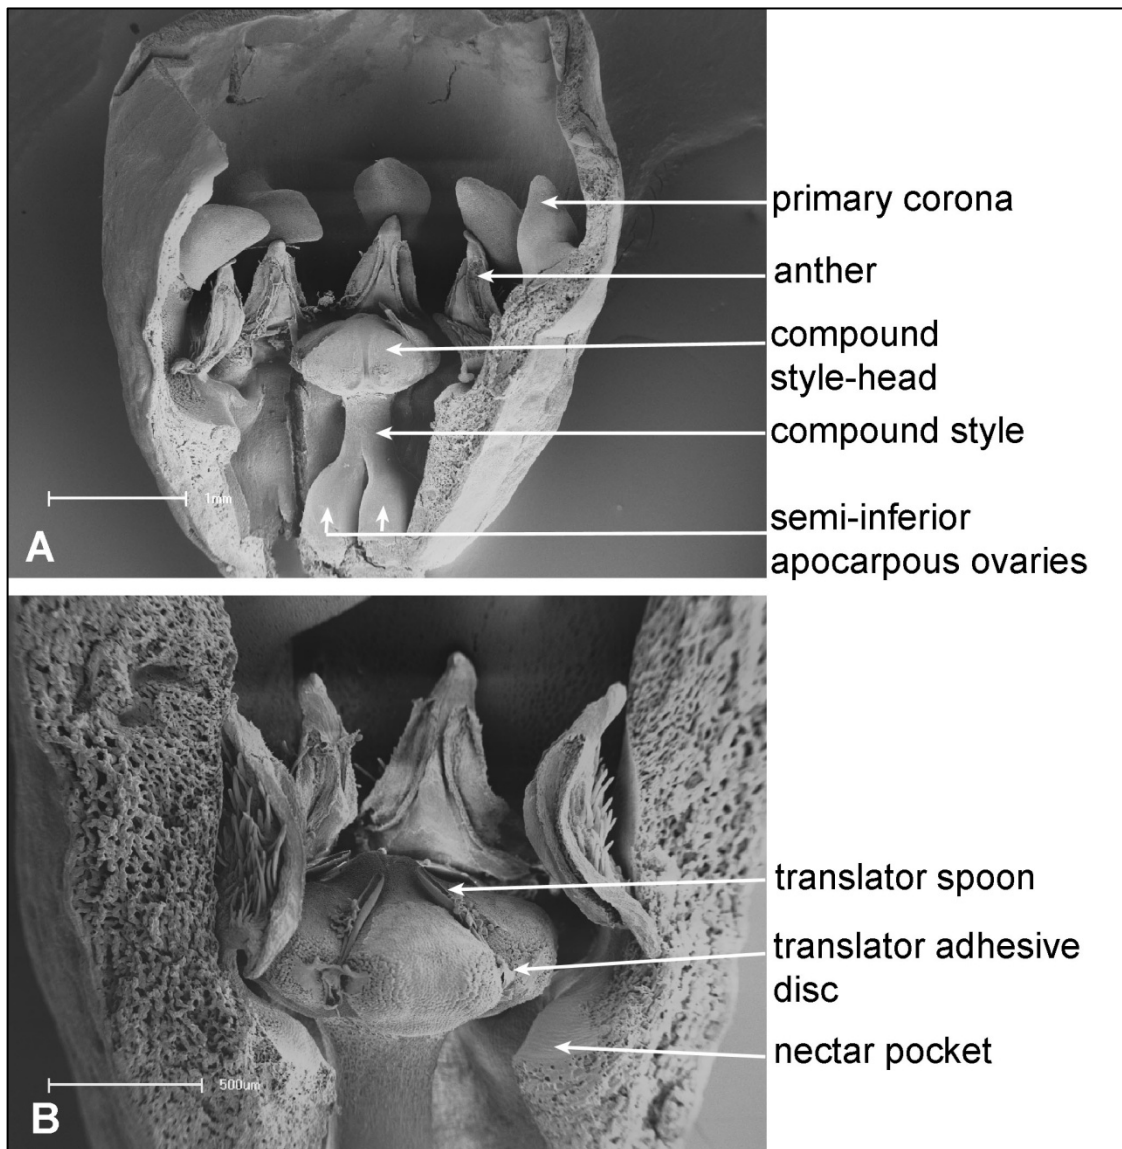 primary corona
anther
compound
style-head
compound style
semi-inferior
apocarpous ovaries
1mm
A
translator spoon
translator adhesive
disc
nectar pocket
500um
B